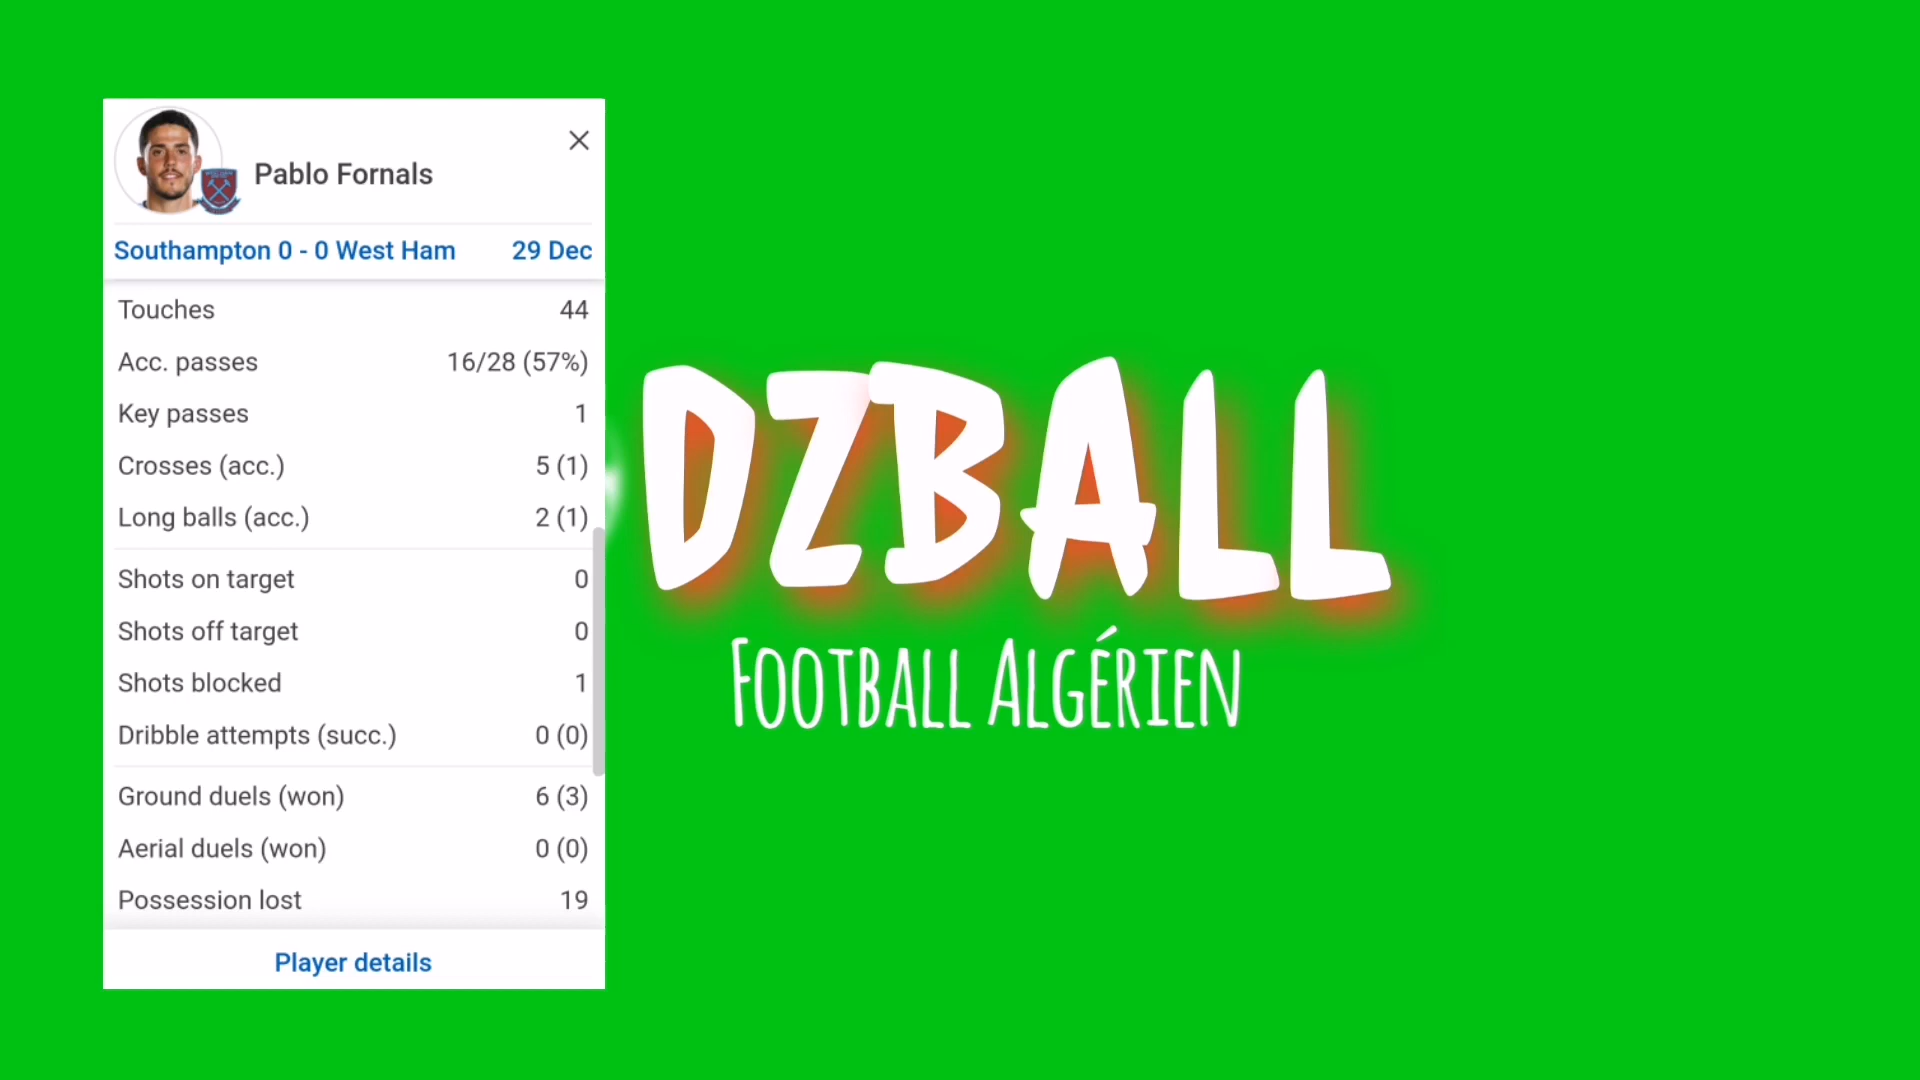 Pablo Fornals
Southampton 0 - 0 West Ham 29 Dec
Touches 44
Acc. passes 16/28 (57%)
Key passes 1
Crosses (acc.) 5 (1)
Long balls (acc.) 2 (1)
Shots on target 0
Shots off target 0
Shots blocked 1
Dribble attempts (succ.) 0 (0)
Ground duels (won) 6 (3)
Aerial duels (won) 0 (0)
Possession lost 19
Player details
DZBALL
FOOTBALL ALGÉRIEN